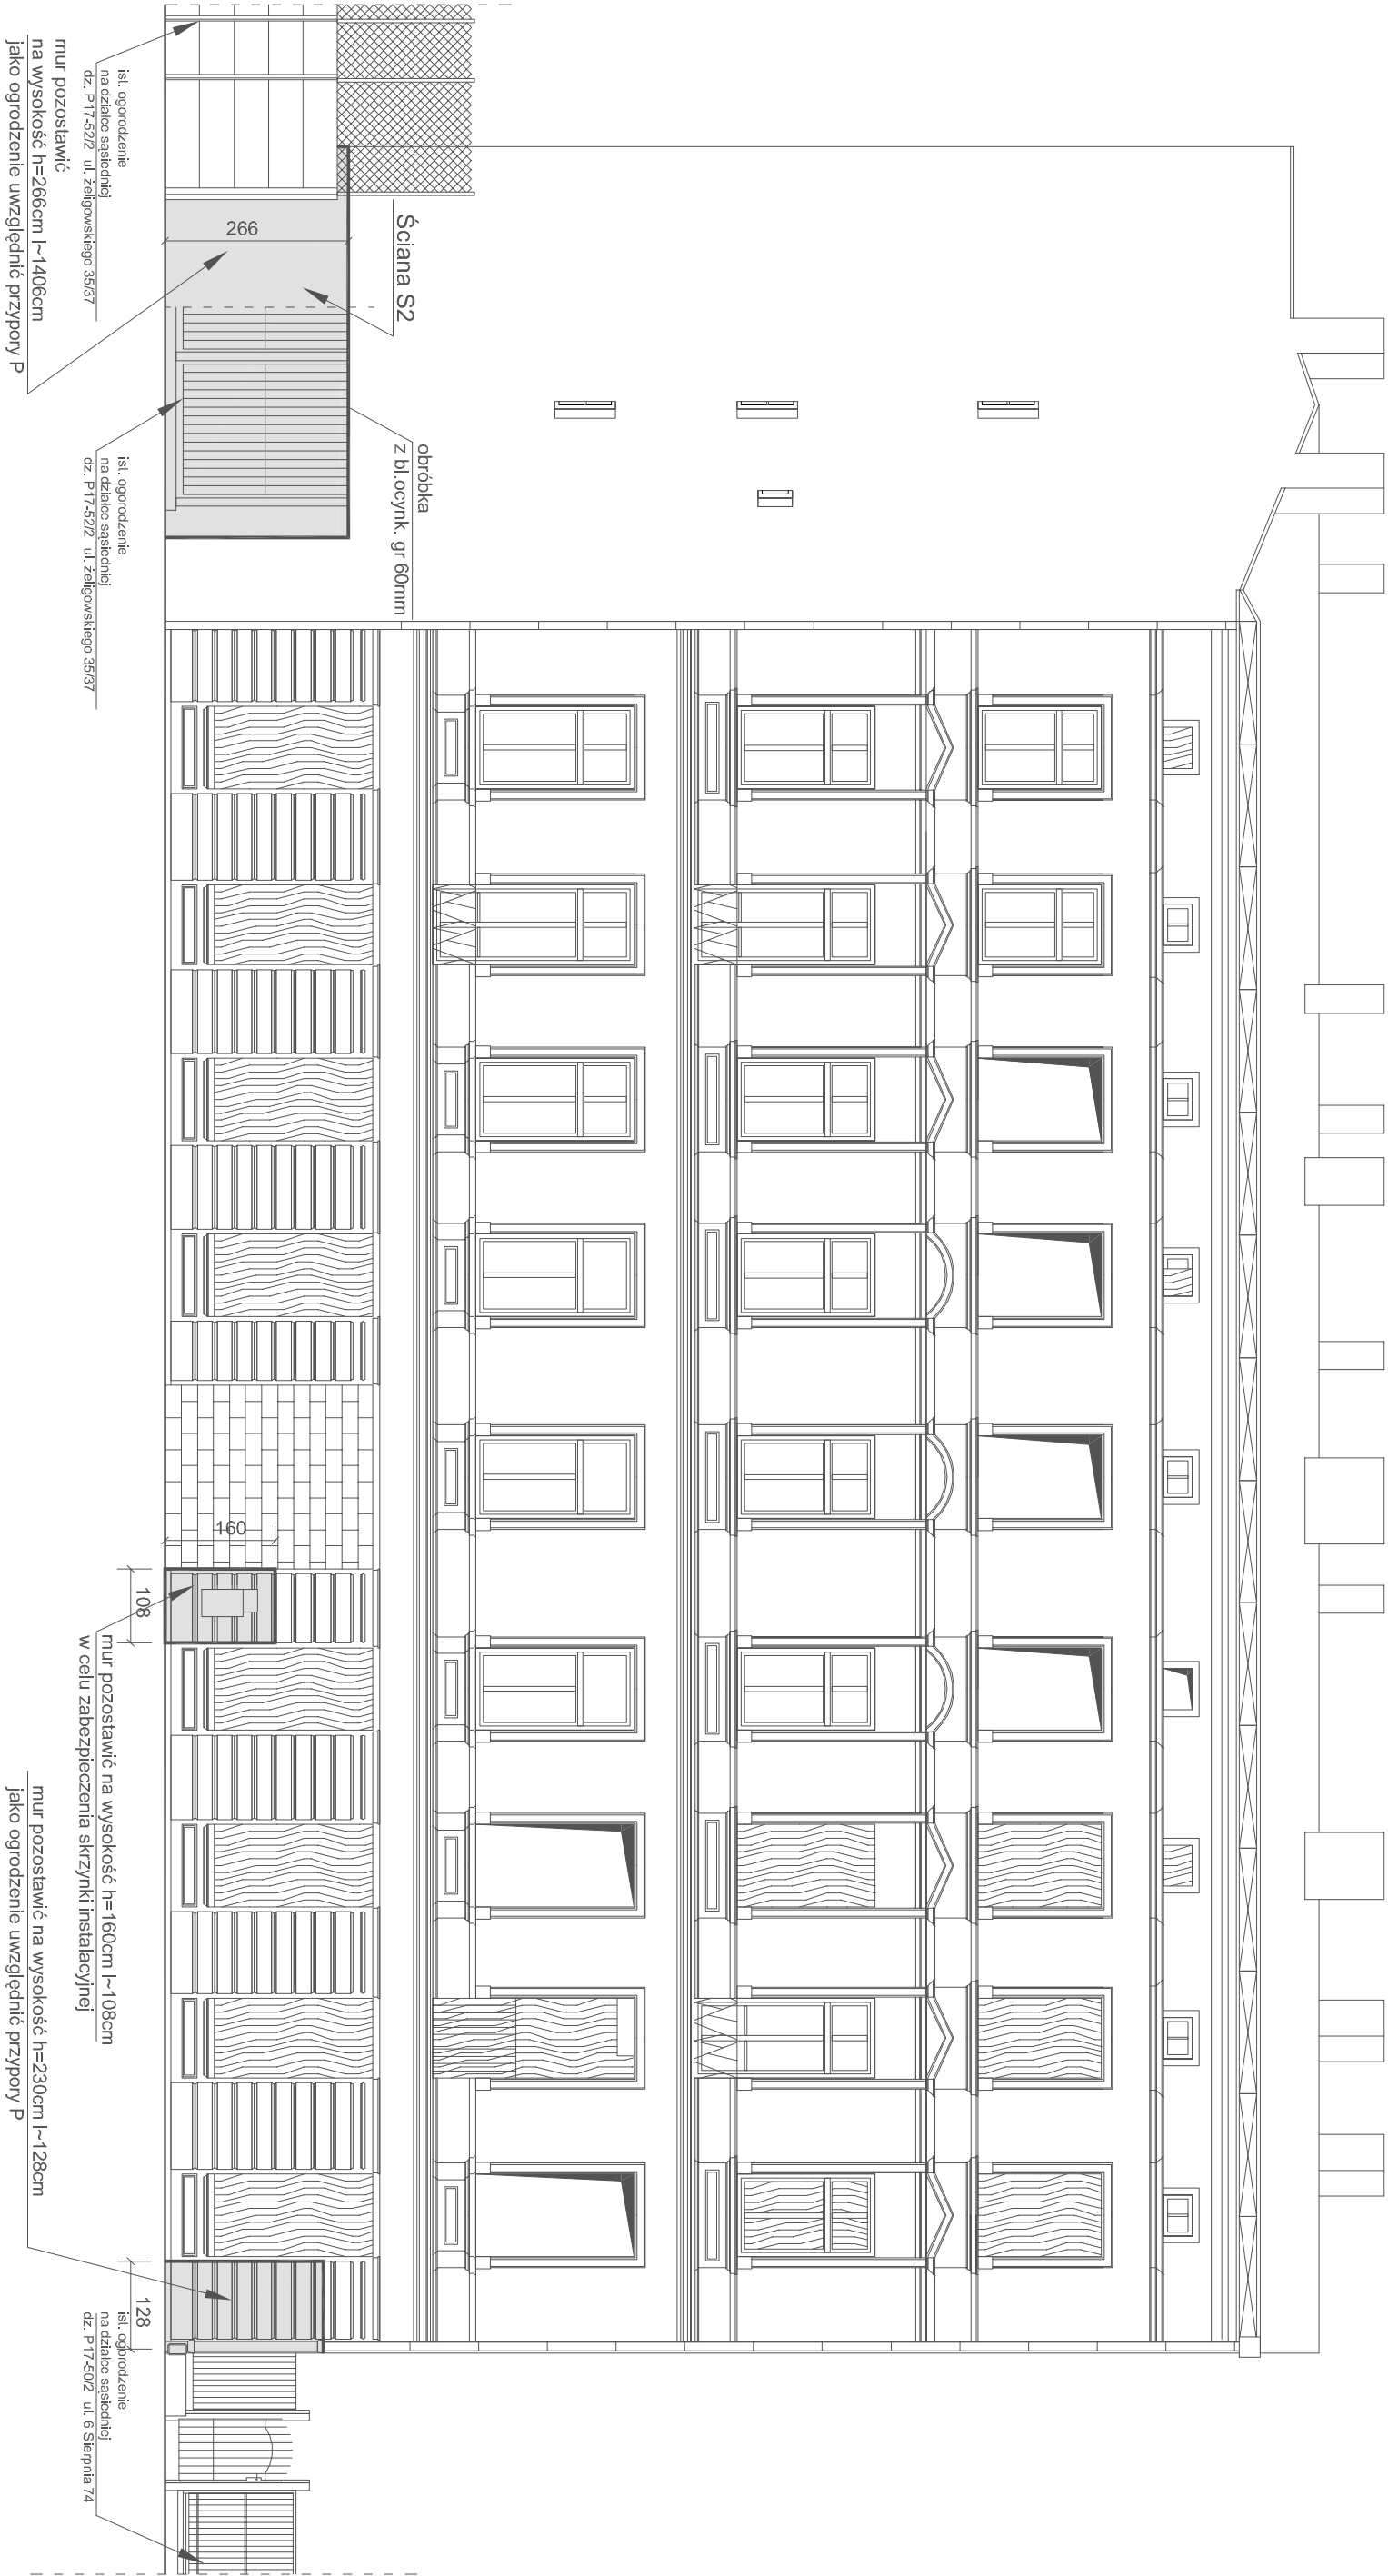 Ściana S2
obróbka
z bl.ocynk. gr 60mm
266
ist. ogorodzenie
na działce sąsiedniej
dz. P17-52/2 ul. żeligowskiego 35/37
mur pozostawić
na wysokość h=266cm l~1406cm
jako ogrodzenie uwzględnić przypory P
ist. ogorodzenie
na działce sąsiedniej
dz. P17-52/2 ul. żeligowskiego 35/37
160
108
mur pozostawić na wysokość h=160cm l~108cm
w celu zabezpieczenia skrzynki instalacyjnej
mur pozostawić na wysokość h=230cm l~128cm
jako ogrodzenie uwzględnić przypory P
128
ist. ogorodzenie
na działce sąsiedniej
dz. P17-50/2 ul. 6 Sierpnia 74